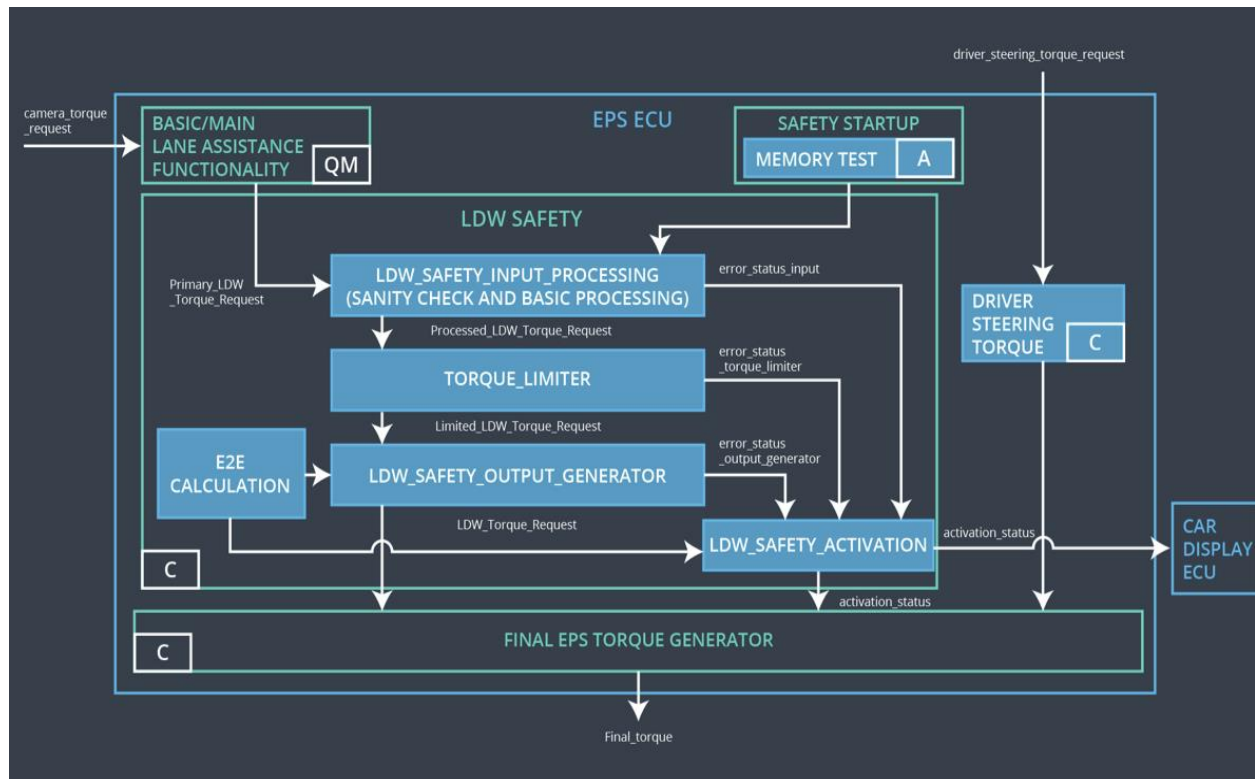 driver_steering_torque_request
camera_torque
_request
BASIC/MAIN
LANE ASSISTANCE
FUNCTIONALITY
QM
EPS ECU
SAFETY STARTUP
MEMORY TEST
A
LDW SAFETY
Primary_LDW
_Torque_Request
LDW_SAFETY_INPUT_PROCESSING
(SANITY CHECK AND BASIC PROCESSING)
error_status_input
DRIVER
STEERING
TORQUE
C
Processed_LDW_Torque_Request
TORQUE_LIMITER
error_status
_torque_limiter
Limited_LDW_Torque_Request
E2E
CALCULATION
LDW_SAFETY_OUTPUT_GENERATOR
error_status
_output_generator
LDW_Torque_Request
LDW_SAFETY_ACTIVATION
activation_status
CAR
DISPLAY
ECU
C
activation_status
C
FINAL EPS TORQUE GENERATOR
Final_torque